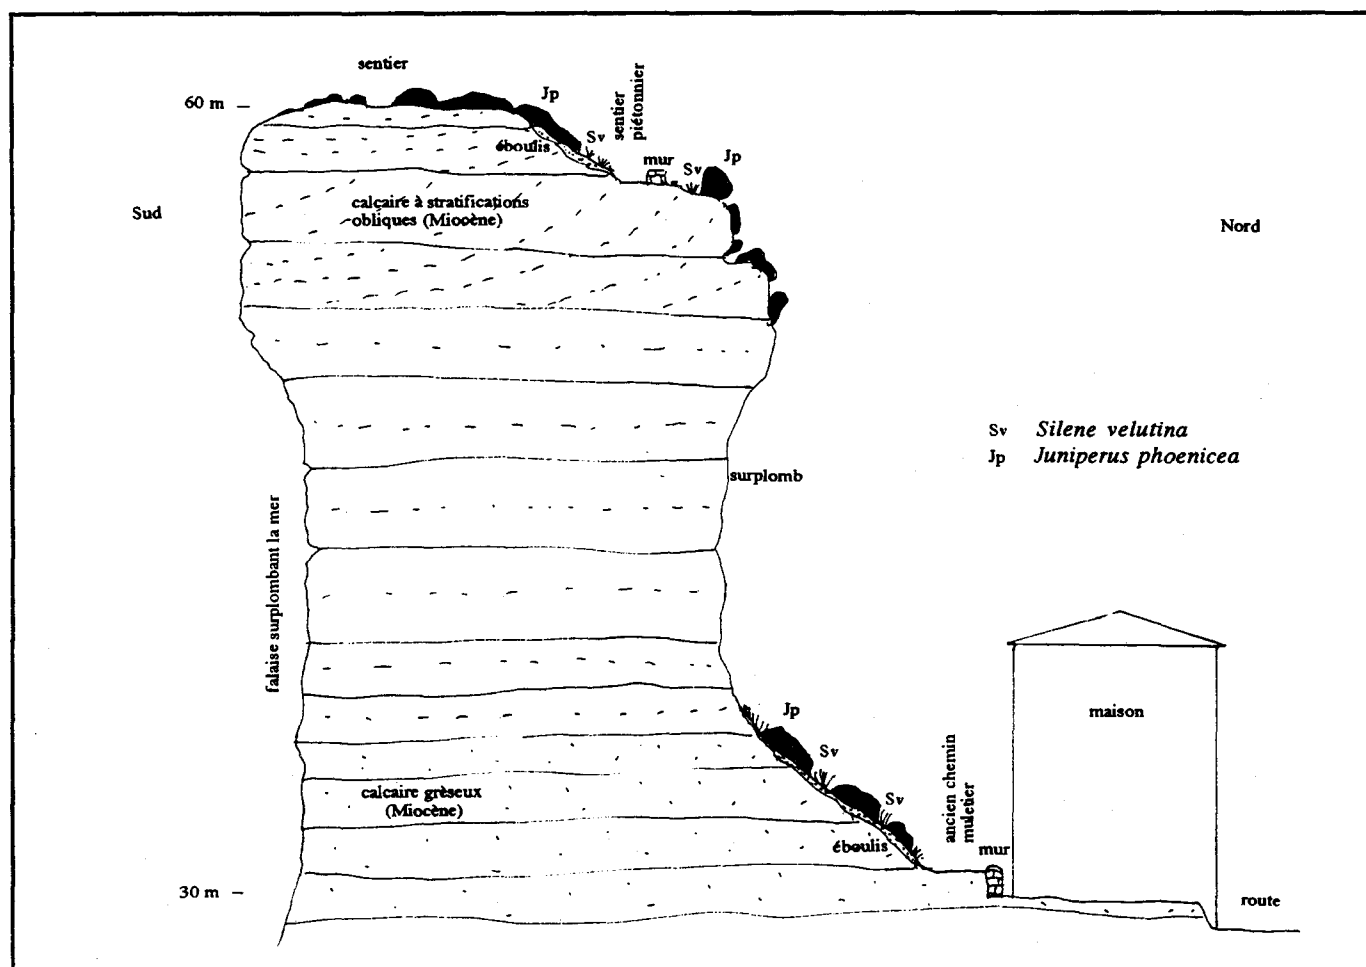 sentier
60 m
Jp
Sv
sentier
piétonnier
éboulis
mur
Sv
Jp
Sud
calcaire à stratifications
obliques (Miocène)
Nord
Sv Silene velutina
Jp Juniperus phoenicea
surplomb
falaise surplombant la mer
Jp
maison
Sv
calcaire grèseux
(Miocène)
Sv
ancien chemin
muletier
éboulis
mur
30 m
route